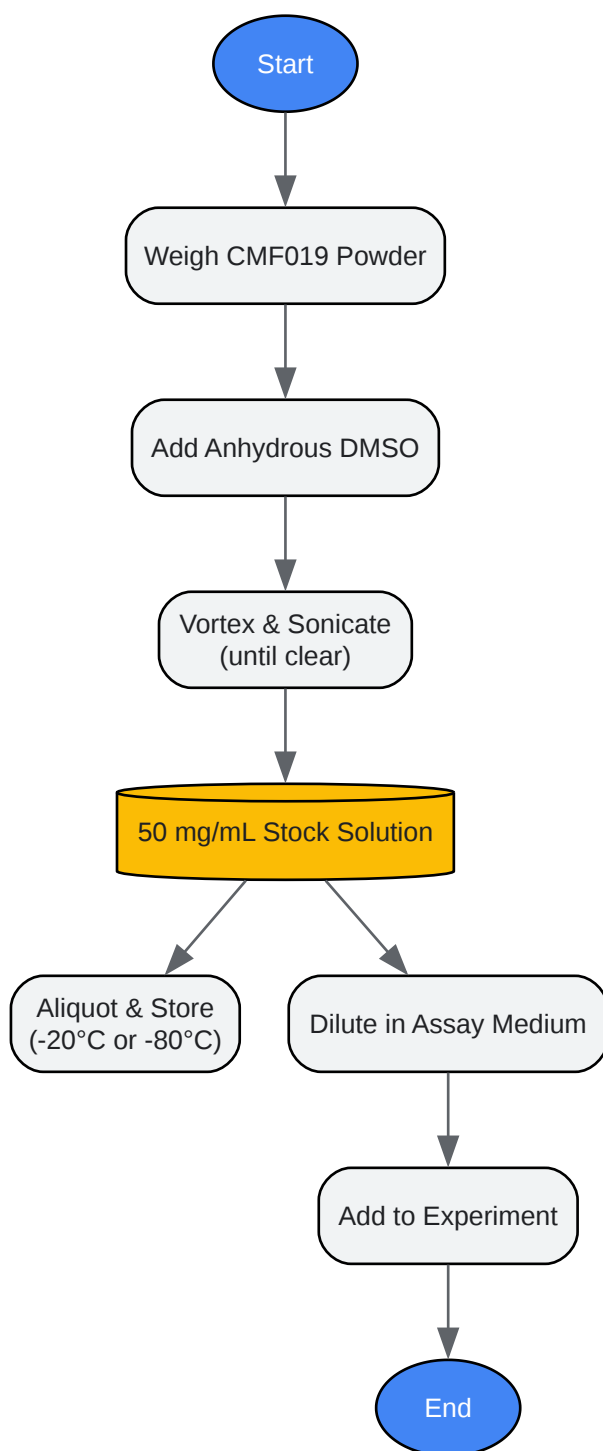 Start
Weigh CMF019 Powder
Add Anhydrous DMSO
Vortex & Sonicate
(until clear)
50 mg/mL Stock Solution
Aliquot & Store
(-20°C or -80°C)
Dilute in Assay Medium
Add to Experiment
End